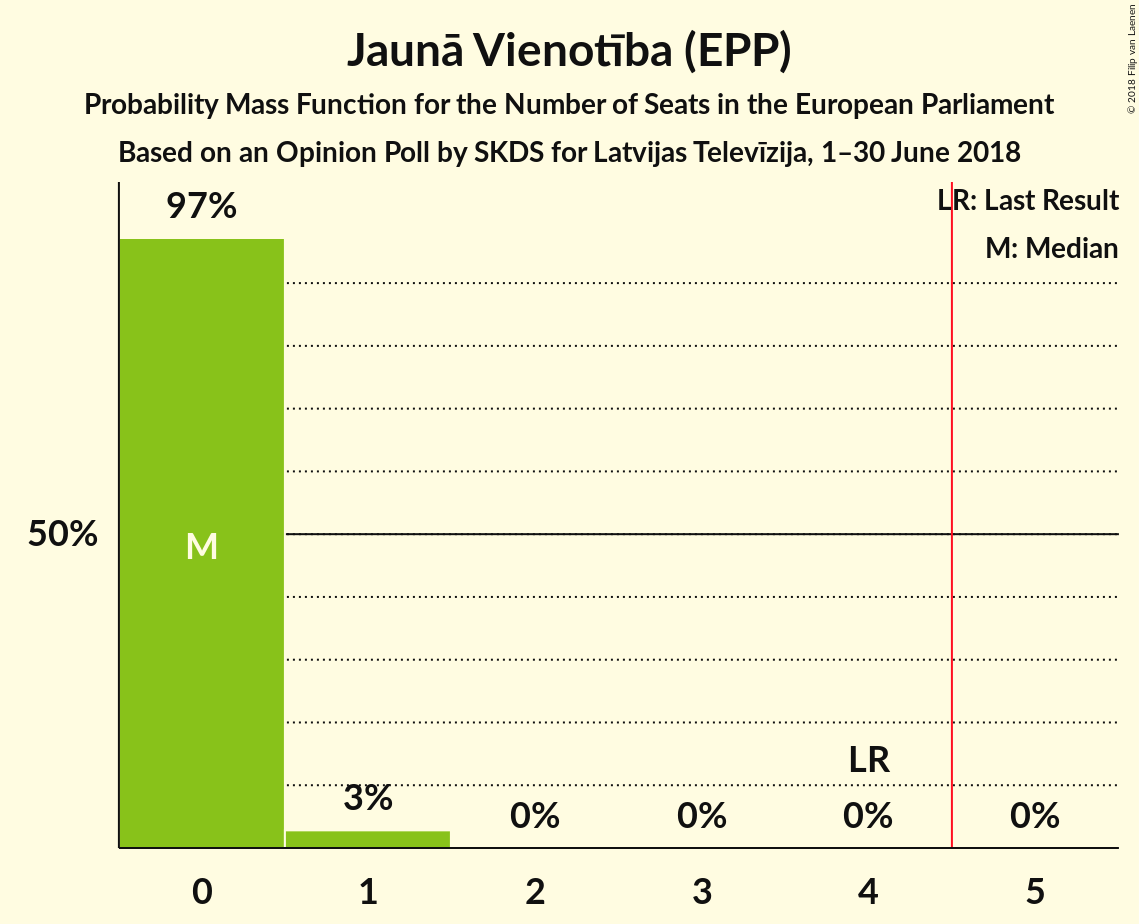 Jaunā Vienotība (EPP)
Probability Mass Function for the Number of Seats in the European Parliament
Based on an Opinion Poll by SKDS for Latvijas Televīzija, 1–30 June 2018
© 2018 Filip van Laenen
LR: Last Result
M: Median
97%
50%
M
LR
3%
0%
0%
0%
0%
0
1
2
3
4
5